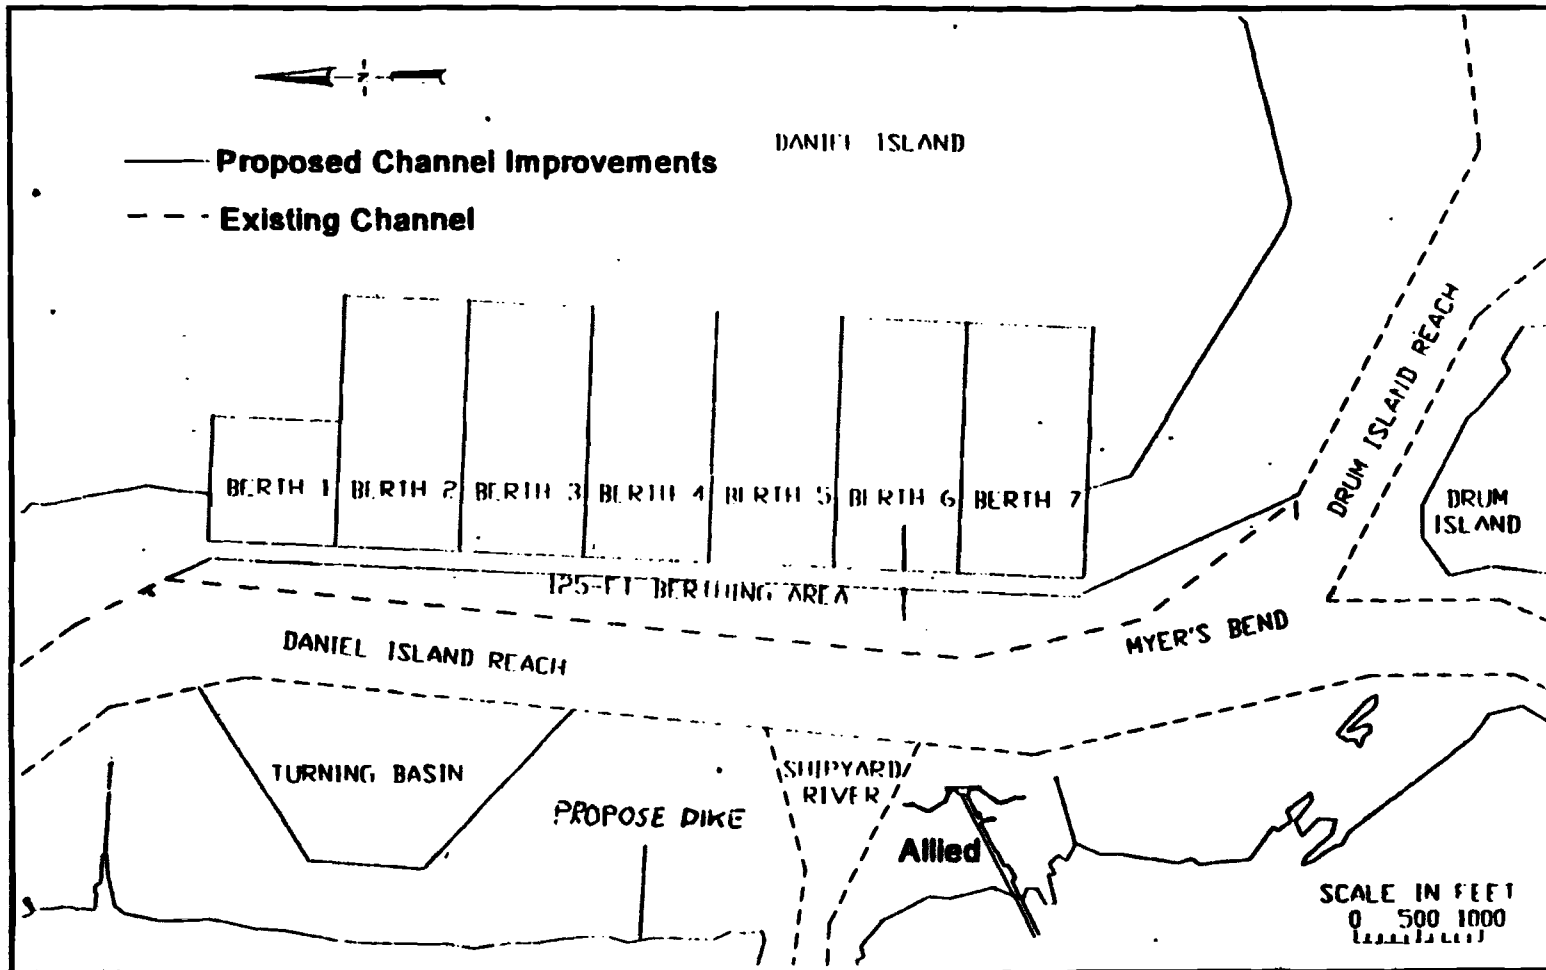 DANIEL ISLAND
Proposed Channel Improvements
Existing Channel
DRUM ISLAND REACH
BERTH 1
BERTH 2
BERTH 3
BERTH 4
BERTH 5
BERTH 6
BERTH 7
DRUM
ISLAND
125-FT BERTHING AREA
MYER'S BEND
DANIEL ISLAND REACH
TURNING BASIN
SHIPYARD
RIVER
PROPOSE DIKE
Allied
SCALE IN FEET
0 500 1000